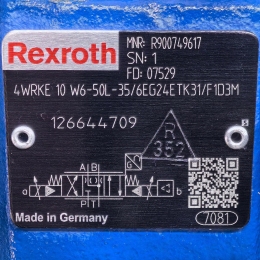 Rexroth
MNR: R900749617
SN: 1
FD: 07529
4WRKE 10 W6-50L-35/6EG24ETK31/F1D3M
126644709
R
352
A B
G
a
b
P T
Made in Germany
7081